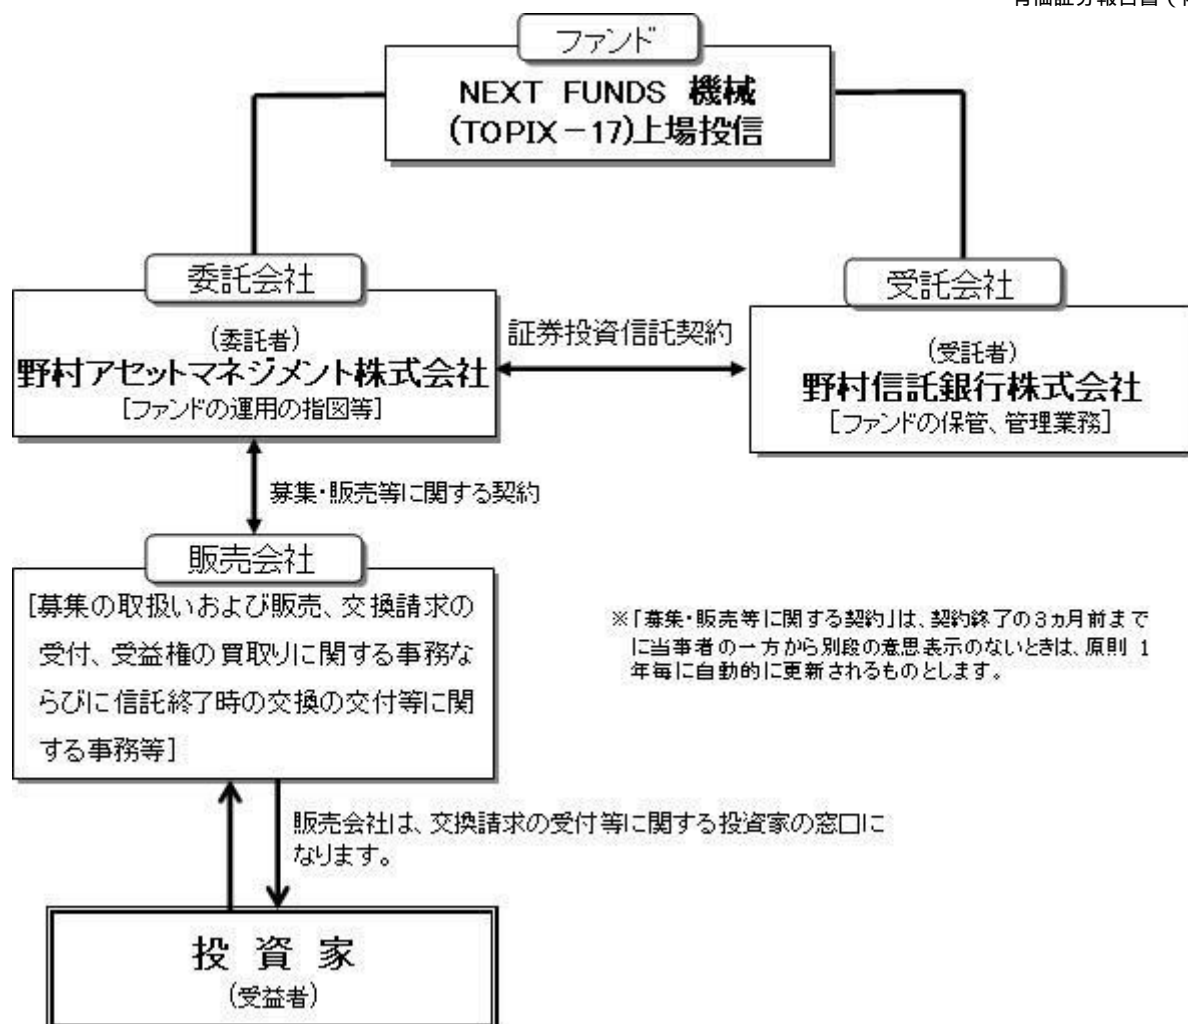 ファンド
NEXT FUNDS 機械
(TOPIX－17)上場投信
委託会社
(委託者)
野村アセットマネジメント株式会社
[ファンドの運用の指図等]
証券投資信託契約
受託会社
(受託者)
野村信託銀行株式会社
[ファンドの保管、管理業務]
募集・販売等に関する契約
販売会社
[募集の取扱いおよび販売、交換請求の
受付、受益権の買取りに関する事務な
らびに信託終了時の交換の交付等に関
する事務等]
※「募集・販売等に関する契約」は、契約終了の3ヵ月前まで
に当事者の一方から別段の意思表示のないときは、原則 1
年毎に自動的に更新されるものとします。
販売会社は、交換請求の受付等に関する投資家の窓口に
なります。
投 資 家
(受益者)